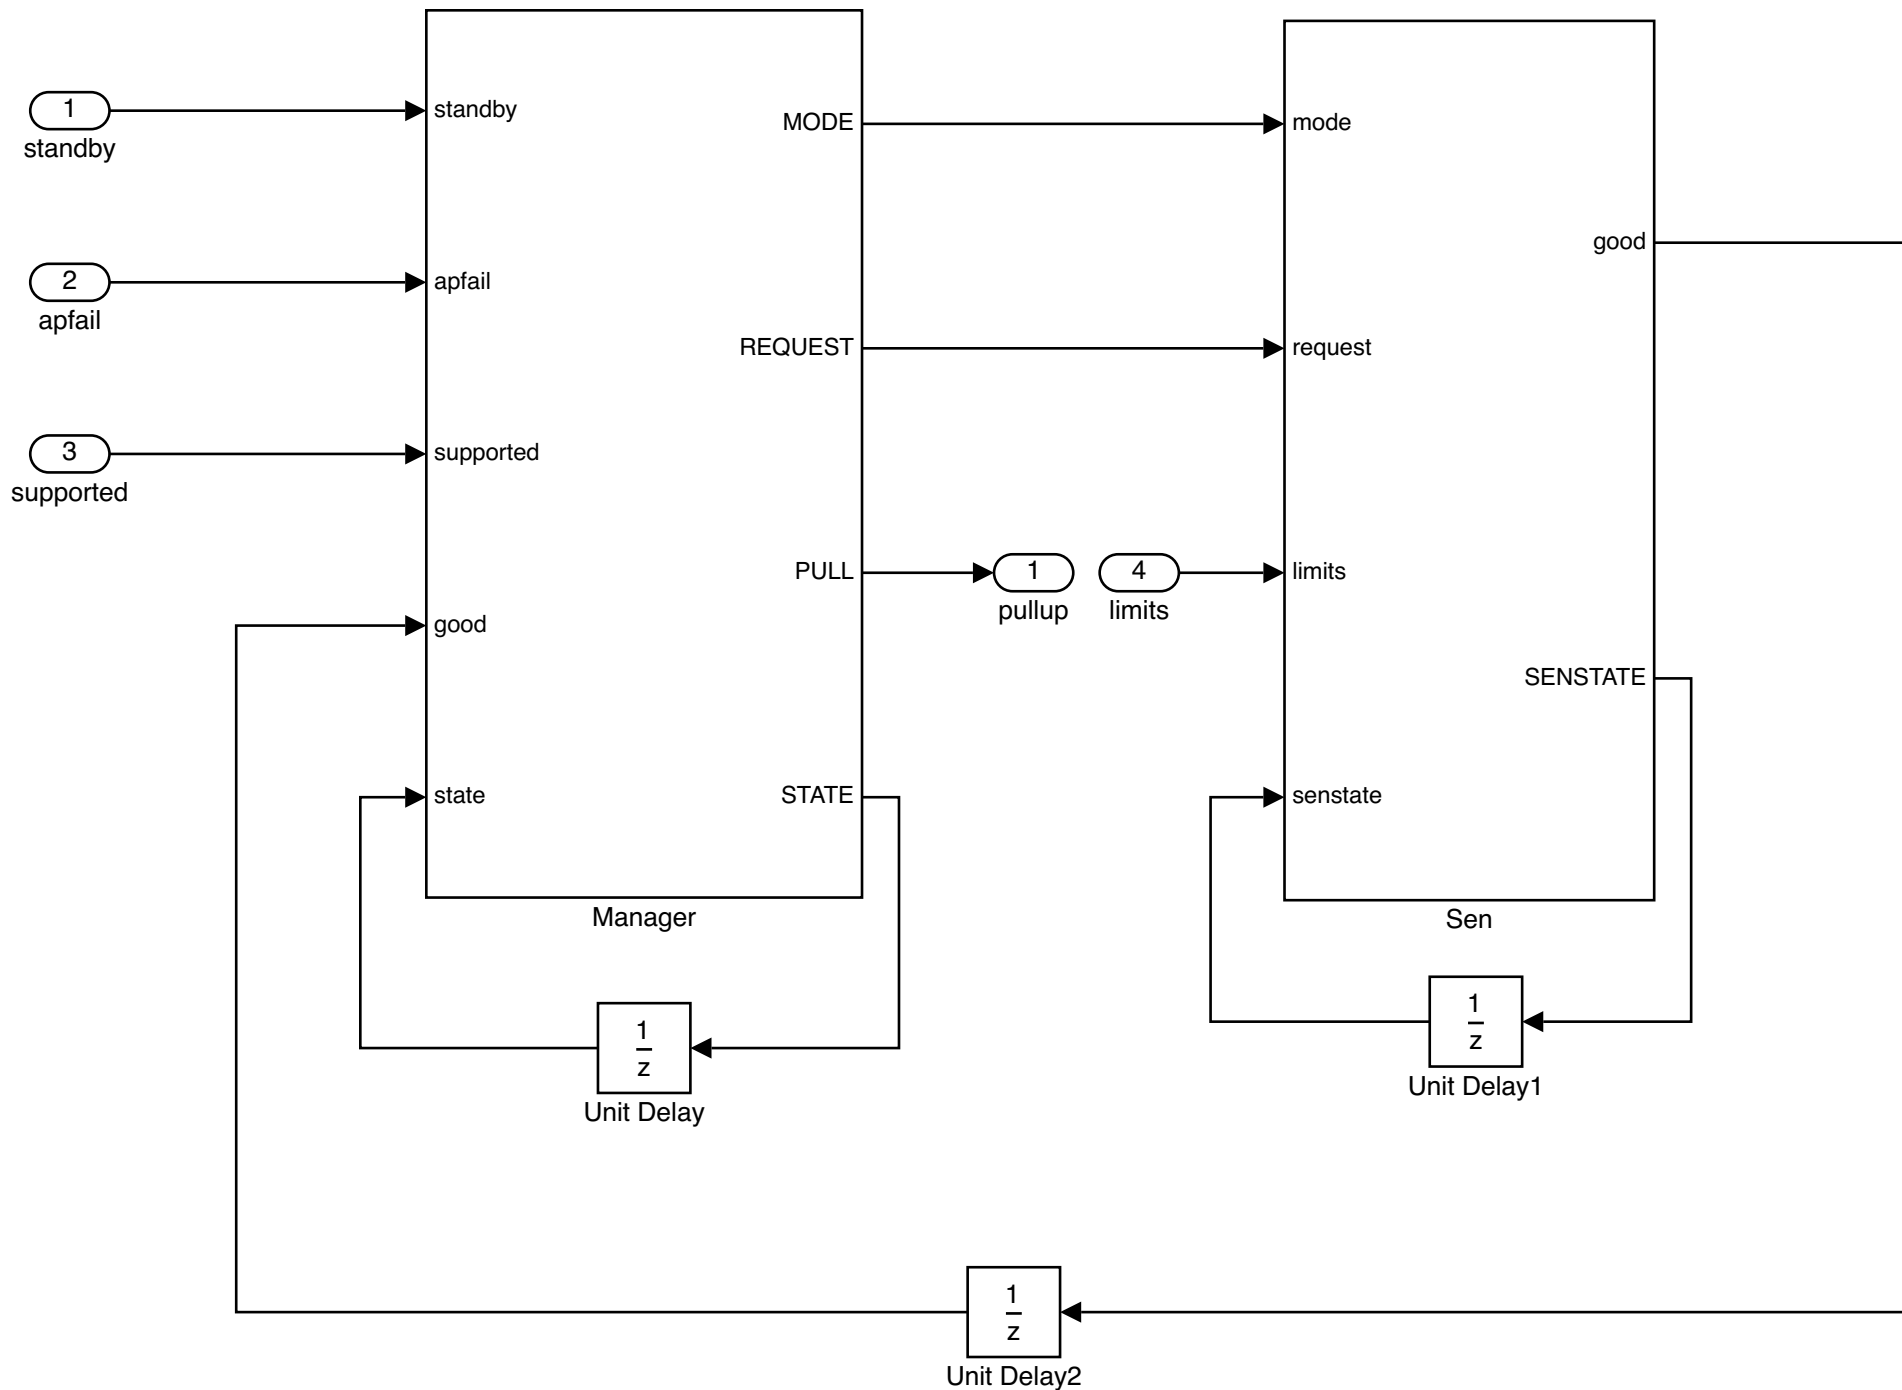 1
standby
2
apfail
3
supported
standby
apfail
supported
good
state
MODE
REQUEST
PULL
STATE
Manager
1
z
Unit Delay
1
pullup
4
limits
mode
request
limits
senstate
good
SENSTATE
Sen
1
z
Unit Delay1
1
z
Unit Delay2